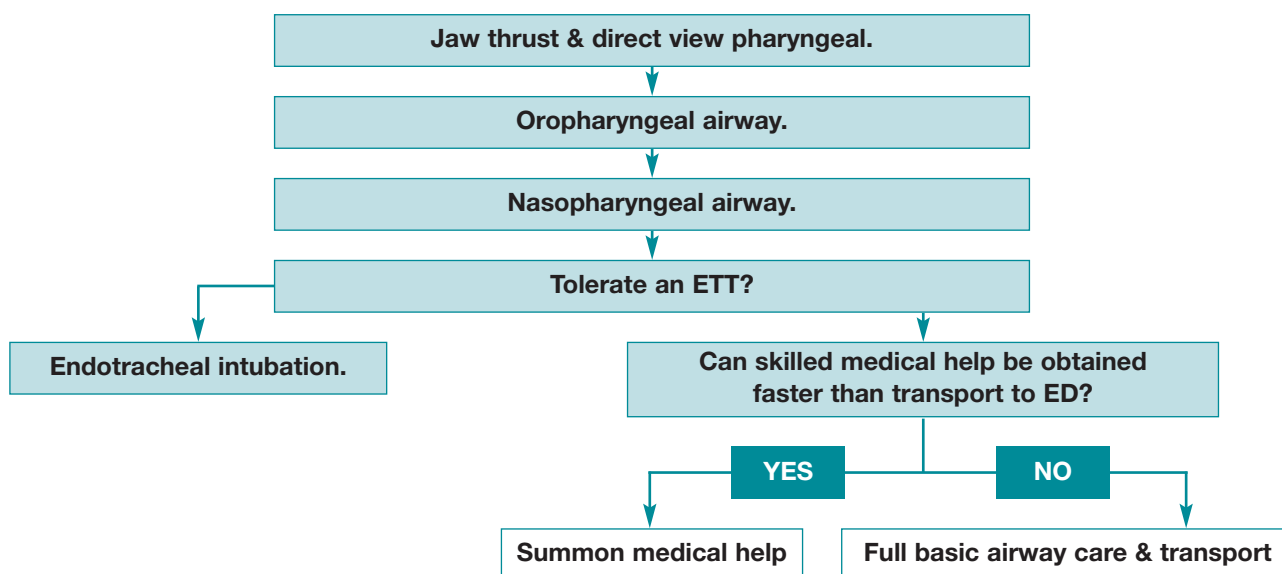 Jaw thrust & direct view pharyngeal.
Oropharyngeal airway.
Nasopharyngeal airway.
Tolerate an ETT?
Endotracheal intubation.
Can skilled medical help be obtained
faster than transport to ED?
YES
NO
Summon medical help
Full basic airway care & transport